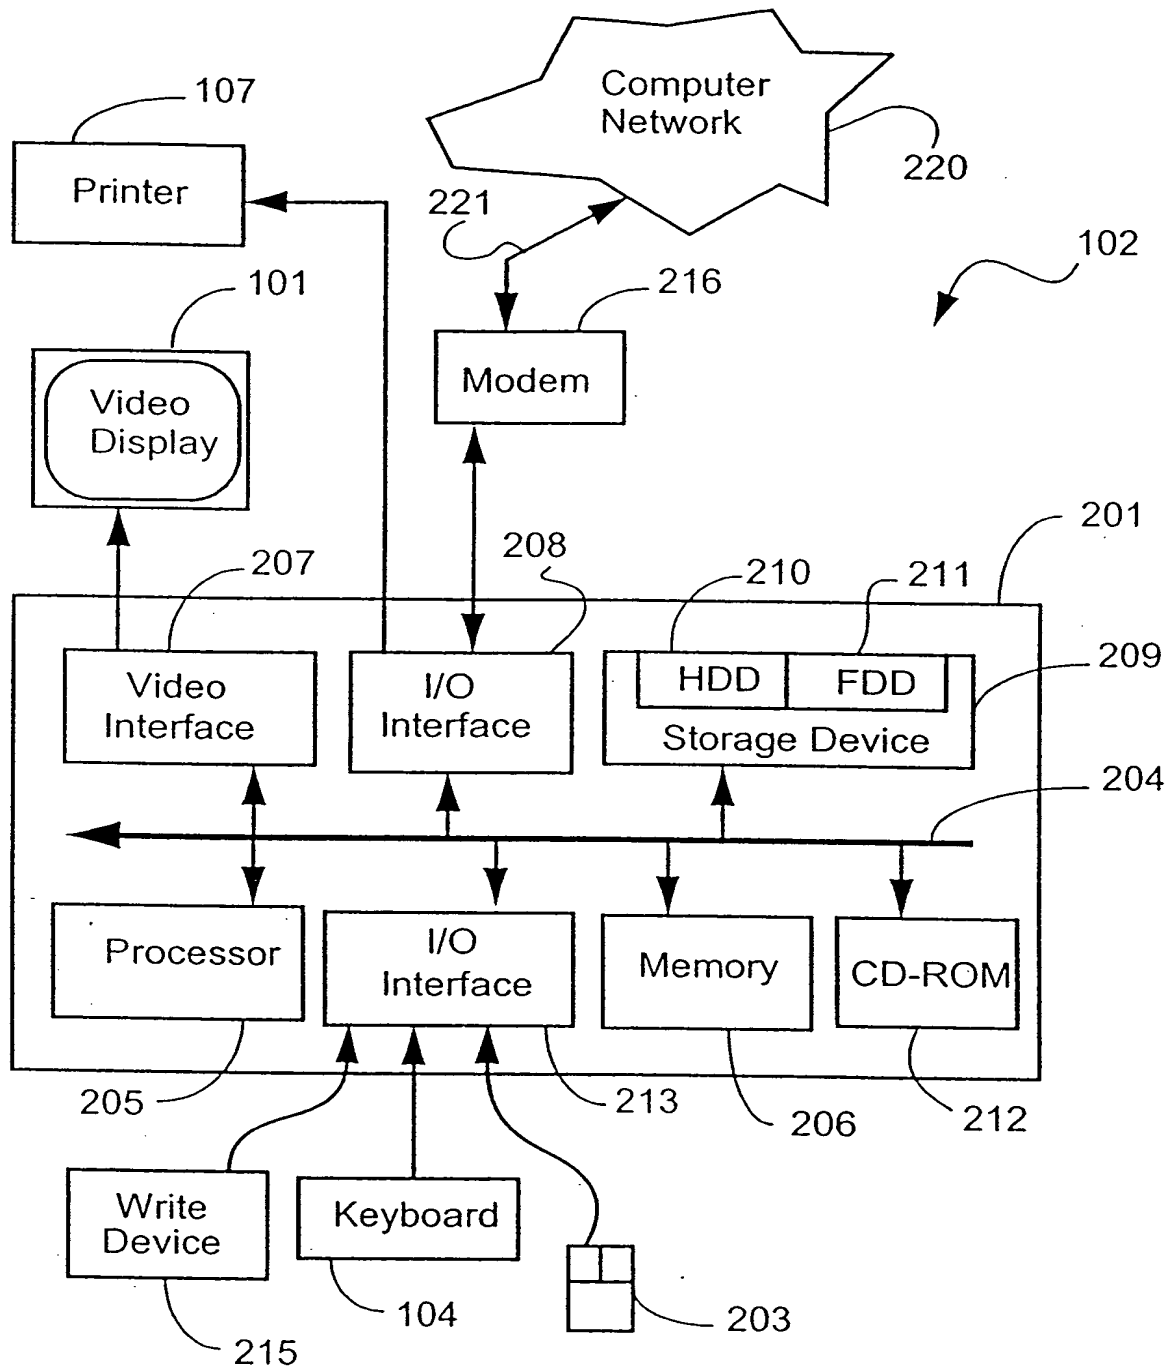 Computer
Network
107
220
Printer
221
102
101
216
Modem
Video
Display
201
208
207
210
211
209
HDD
FDD
Video
Interface
I/O
Interface
Storage Device
204
Processor
I/O
Interface
Memory
CD-ROM
205
213
206
212
Write
Device
Keyboard
104
203
215